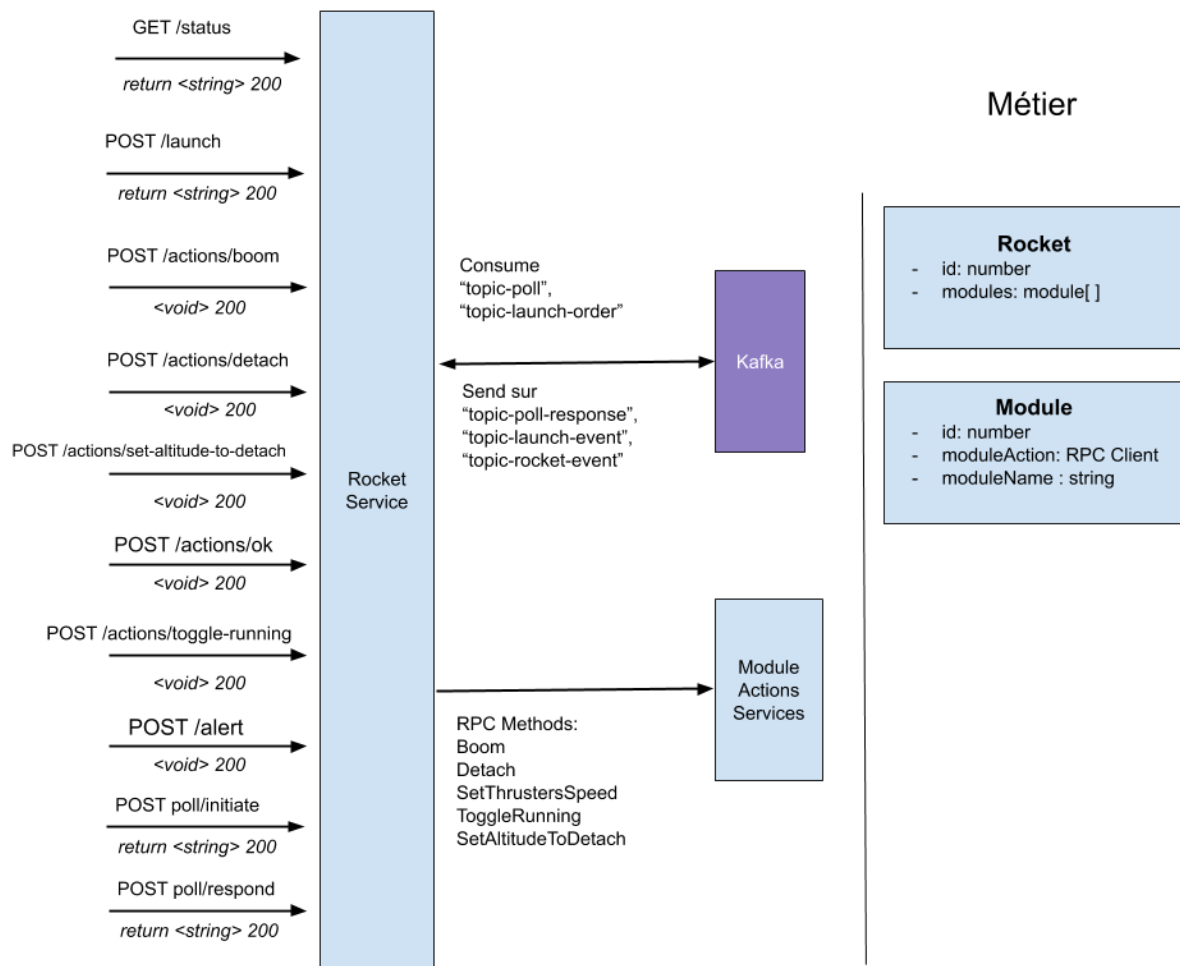 GET /status
return <string> 200
POST /launch
return <string> 200
POST /actions/boom
<void> 200
POST /actions/detach
<void> 200
POST /actions/set-altitude-to-detach
<void> 200
POST /actions/ok
<void> 200
POST /actions/toggle-running
<void> 200
POST /alert
<void> 200
POST poll/initiate
return <string> 200
POST poll/respond
return <string> 200
Rocket
Service
Consume
“topic-poll”,
“topic-launch-order”
Send sur
“topic-poll-response”,
“topic-launch-event”,
“topic-rocket-event”
Kafka
RPC Methods:
Boom
Detach
SetThrustersSpeed
ToggleRunning
SetAltitudeToDetach
Module
Actions
Services
Métier
Rocket
- id: number
- modules: module[ ]
Module
- id: number
- moduleAction: RPC Client
- moduleName : string